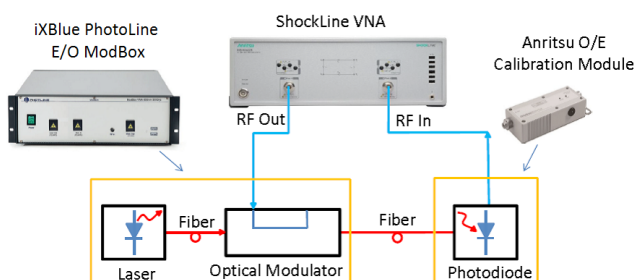 iXBlue PhotoLine
E/O ModBox
ShockLine VNA
Anritsu O/E
Calibration Module
RF Out
RF In
Fiber
Fiber
Laser
Optical Modulator
Photodiode